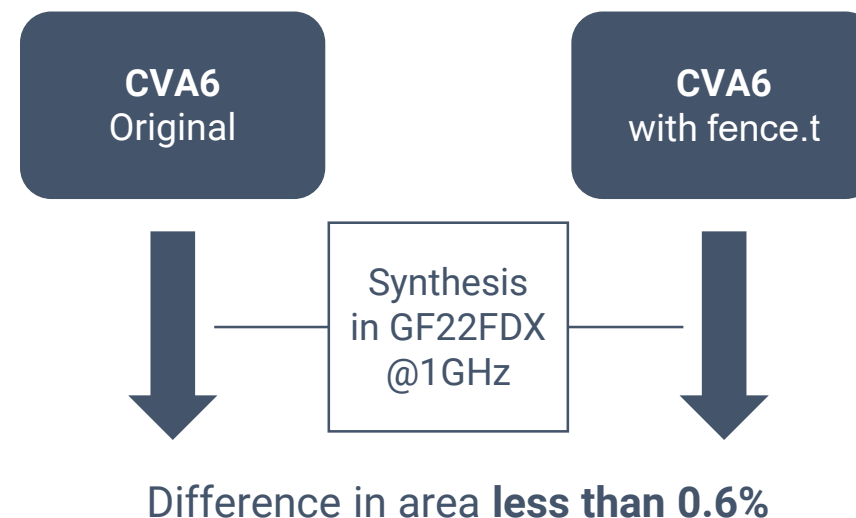 CVA6
Original
CVA6
with fence.t
Synthesis
in GF22FDX
@1GHz
Difference in area less than 0.6%